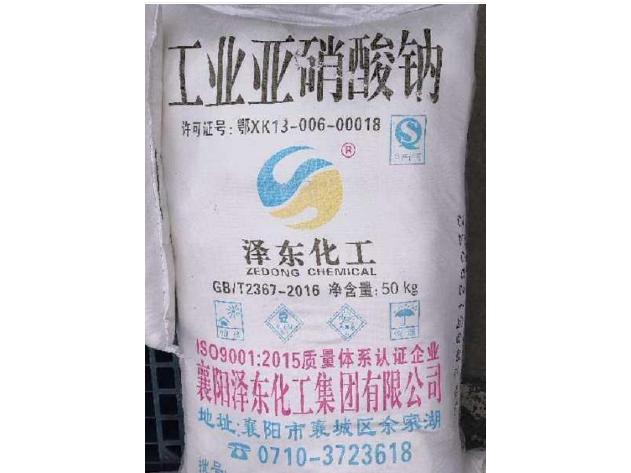 工业亚硝酸钠
许可证号:鄂XK13-006-00018
®
泽东化工
ZEDONG CHEMICAL
GB/T2367-2016 净含量:50 kg
ISO9001:2015质量体系认证企业
襄阳泽东化工集团有限公司
地址:襄阳市襄城区余家湖
☎0710-3723618